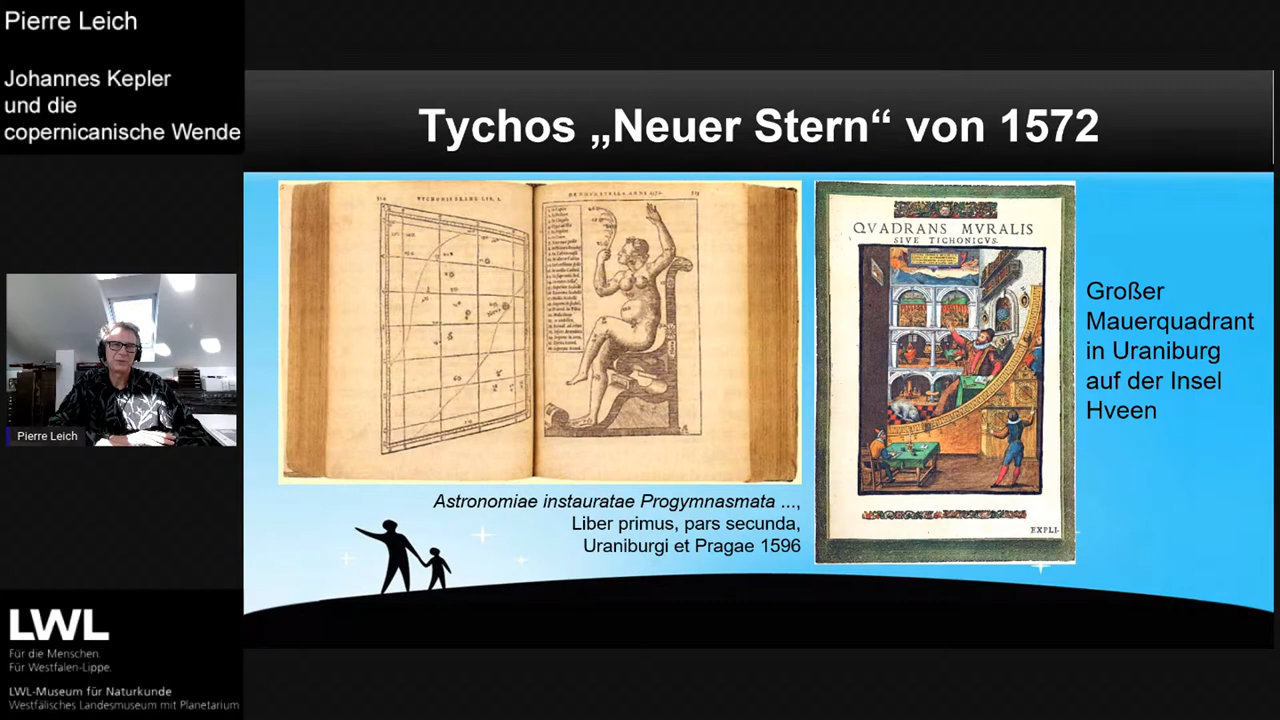 Pierre Leich
Johannes Kepler
und die
copernicanische Wende
Tychos „Neuer Stern“ von 1572
QVADRANS MVRALIS
SIVE TICHONICVS.
EXPLI-
Großer
Mauerquadrant
in Uraniburg
auf der Insel
Hveen
Astronomiae instauratae Progymnasmata ...,
Liber primus, pars secunda,
Uraniburgi et Pragae 1596
Pierre Leich
LWL
Für die Menschen.
Für Westfalen-Lippe.
LWL-Museum für Naturkunde
Westfälisches Landesmuseum mit Planetarium